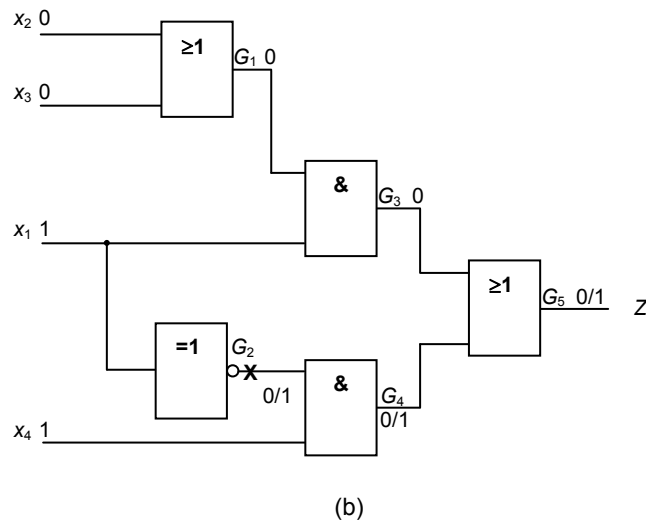 x₂ 0
≥1
G₁ 0
x₃ 0
&
G₃ 0
x₁ 1
≥1
G₅ 0/1
Z
=1
G₂
X
0/1
&
G₄
0/1
x₄ 1
(b)